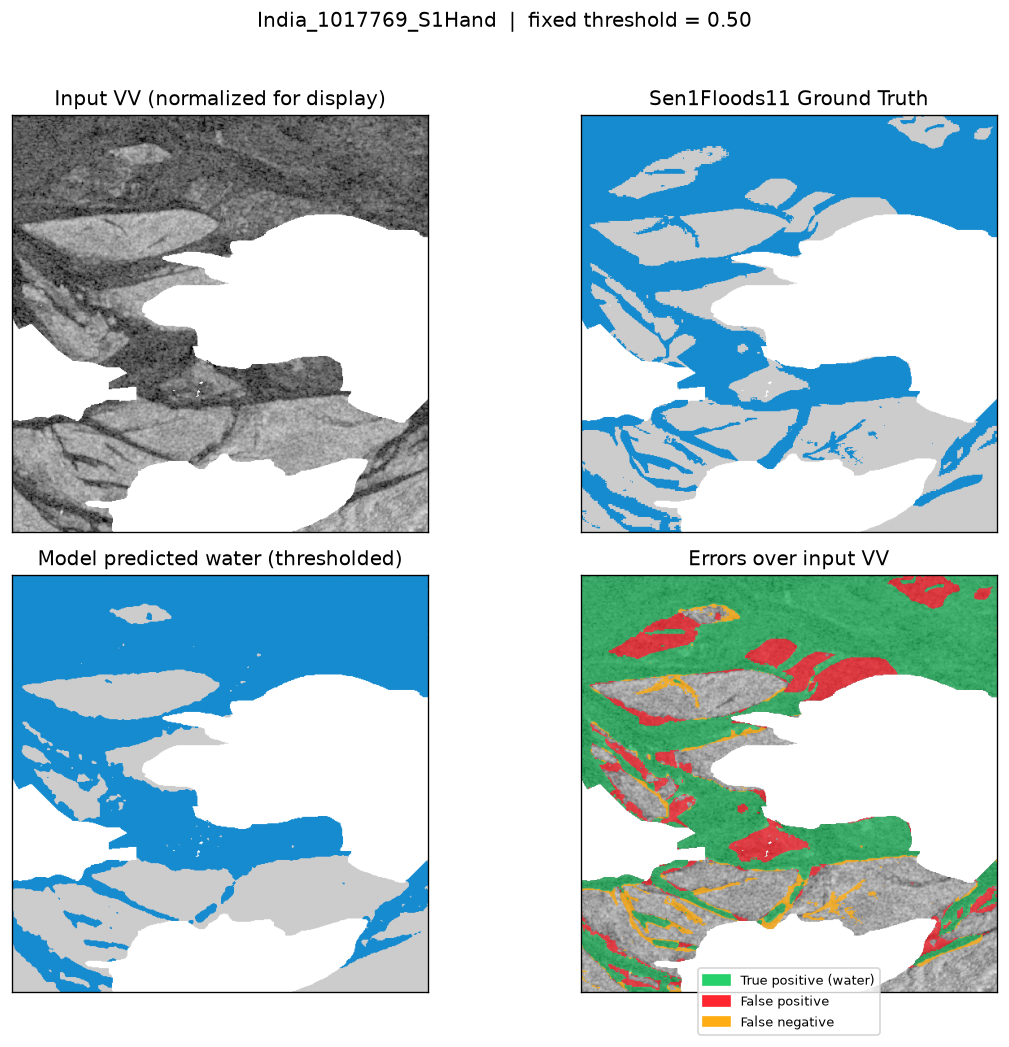 India_1017769_S1Hand | fixed threshold = 0.50
Input VV (normalized for display)
Sen1Floods11 Ground Truth
Model predicted water (thresholded)
Errors over input VV
True positive (water)
False positive
False negative